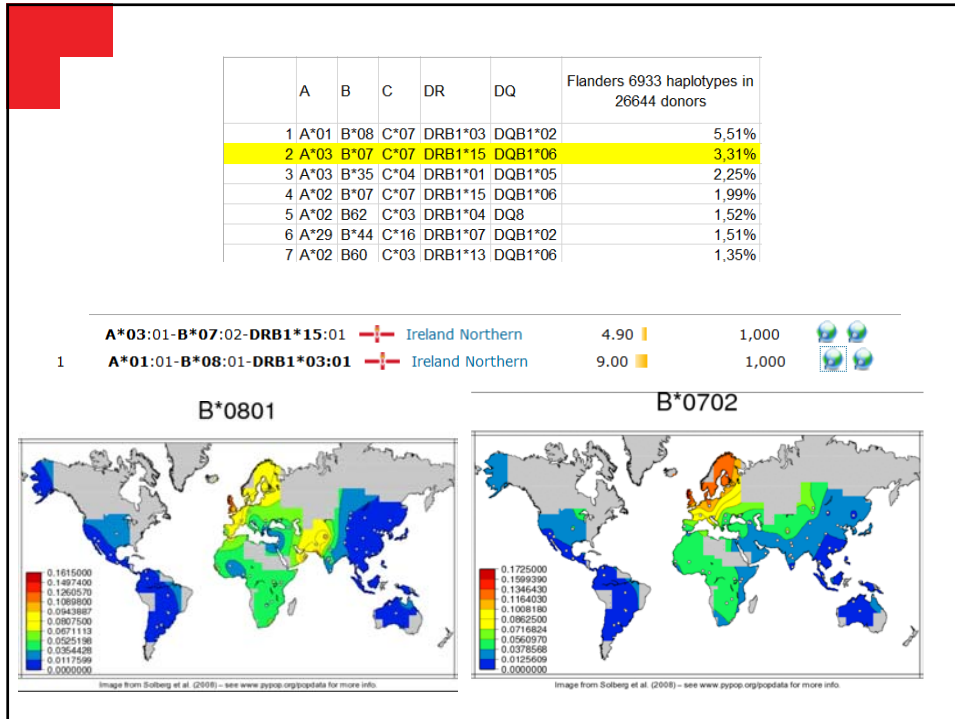 A B C DR DQ Flanders 6933 haplotypes in 26644 donors
1 A*01 B*08 C*07 DRB1*03 DQB1*02 5,51%
2 A*03 B*07 C*07 DRB1*15 DQB1*06 3,31%
3 A*03 B*35 C*04 DRB1*01 DQB1*05 2,25%
4 A*02 B*07 C*07 DRB1*15 DQB1*06 1,99%
5 A*02 B62 C*03 DRB1*04 DQ8 1,52%
6 A*29 B*44 C*16 DRB1*07 DQB1*02 1,51%
7 A*02 B60 C*03 DRB1*13 DQB1*06 1,35%
A*03:01-B*07:02-DRB1*15:01 Ireland Northern 4.90 1,000
1 A*01:01-B*08:01-DRB1*03:01 Ireland Northern 9.00 1,000
B*0801
0.1615000
0.1497400
0.1260570
0.1089800
0.0943887
0.0807500
0.0671113
0.0525198
0.0354428
0.0117599
0.0000000
Image from Solberg et al. (2008) – see www.pypop.org/popdata for more info.
B*0702
0.1725000
0.1599390
0.1346430
0.1164030
0.1008180
0.0862500
0.0716824
0.0560970
0.0378568
0.0125609
0.0000000
Image from Solberg et al. (2008) – see www.pypop.org/popdata for more info.